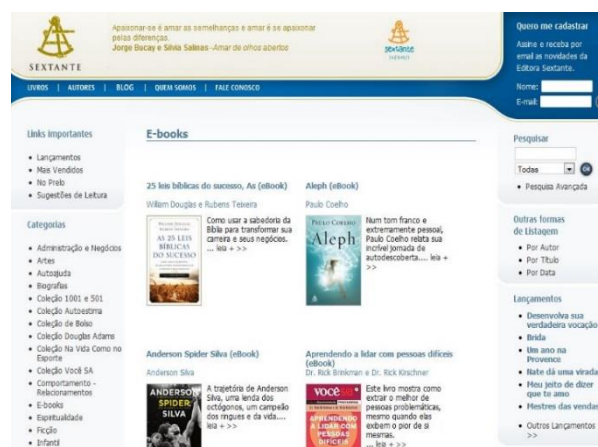 Apaixonar-se é amar as semelhanças e amar é se apaixonar
pelas diferenças.
Jorge Bucay e Silvia Salinas - Amar de olhos abertos
SEXTANTE
sextante
LIVROS | AUTORES | BLOG | QUEM SOMOS | FALE CONOSCO
Quero me cadastrar
Assine e receba por
email as novidades da
Editora Sextante.
Nome:
E-mail:
Links importantes
• Lançamentos
• Mais Vendidos
• No Prelo
• Sugestões de Leitura
Categorias
• Administração e Negócios
• Artes
• Autoajuda
• Biografias
• Coleção 1001 e 501
• Coleção Autoestima
• Coleção de Bolso
• Coleção Douglas Adams
• Coleção Na Vida Como no
Esporte
• Coleção Você SA
• Comportamento -
Relacionamentos
• E-books
• Espiritualidade
• Ficção
• Infantil
E-books
25 leis bíblicas do sucesso, As (eBook)
William Douglas e Rubens Teixeira
AS 25 LEIS
BÍBLICAS
DO SUCESSO
Como usar a sabedoria da
Bíblia para transformar sua
carreira e seus negócios.
... leia + >>
Aleph (eBook)
Paulo Coelho
PAULO COELHO
Aleph
Num tom franco e
extremamente pessoal,
Paulo Coelho relata sua
incrível jornada de
autodescoberta.... leia +
>>
Anderson Spider Silva (eBook)
Anderson Silva
ANDERSON
SPIDER
SILVA
A trajetória de Anderson
Silva, uma lenda dos
octógonos, um campeão
dos ringues e da vida....
leia + >>
Aprendendo a lidar com pessoas difíceis
(eBook)
Dr. Rick Brinkman e Dr. Rick Kirschner
você
APRENDENDO
A LIDAR COM
PESSOAS
DIFÍCEIS
Este livro mostra como
extrair o melhor de
pessoas problemáticas,
mesmo quando elas
exibem o pior de si
mesmas.
... leia + >>
Pesquisar
Todas
OK
• Pesquisa Avançada
Outras formas
de Listagem
• Por Autor
• Por Título
• Por Data
Lançamentos
• Desenvolva sua
verdadeira vocação
• Brida
• Um ano na
Provence
• Nate dá uma virada
• Meu jeito de dizer
que te amo
• Mestres das vendas
• Outros Lançamentos
>>